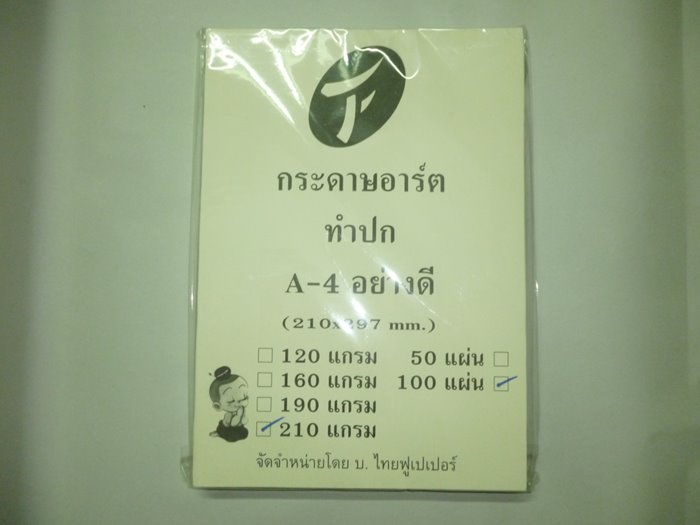 กระดาษอาร์ต
ทำปก
A-4 อย่างดี
(210x297 mm.)
120 แกรม 50 แผ่น
160 แกรม 100 แผ่น
190 แกรม
210 แกรม
จัดจำหน่ายโดย บ. ไทยฟูเปเปอร์